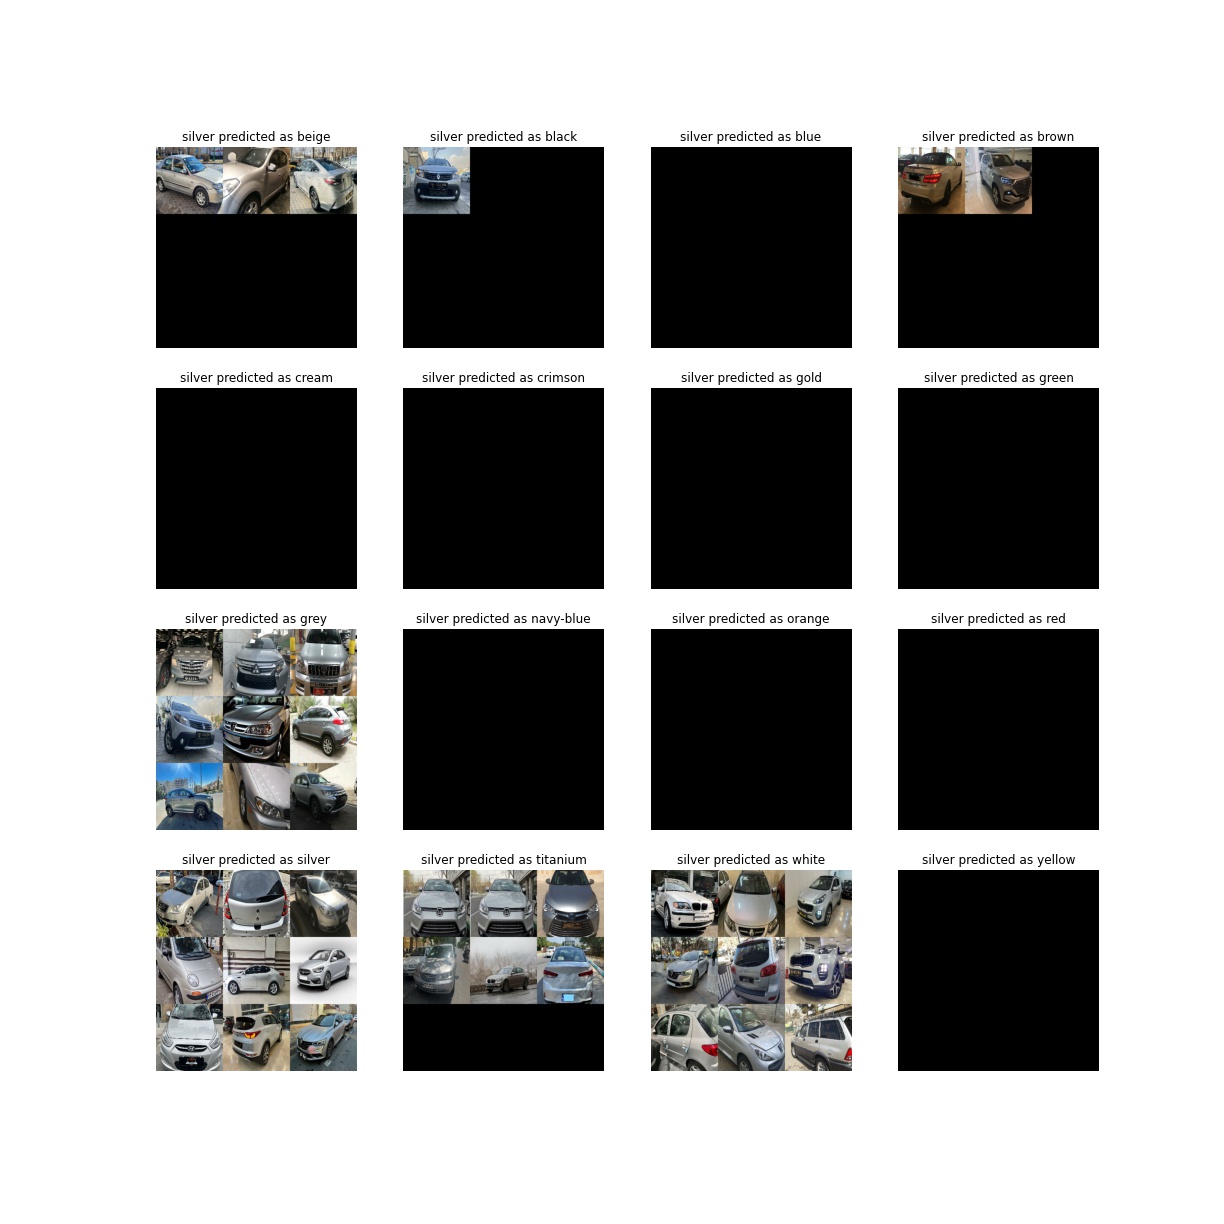 silver predicted as beige
silver predicted as black
silver predicted as blue
silver predicted as brown
silver predicted as cream
silver predicted as crimson
silver predicted as gold
silver predicted as green
silver predicted as grey
silver predicted as navy-blue
silver predicted as orange
silver predicted as red
silver predicted as silver
silver predicted as titanium
silver predicted as white
silver predicted as yellow